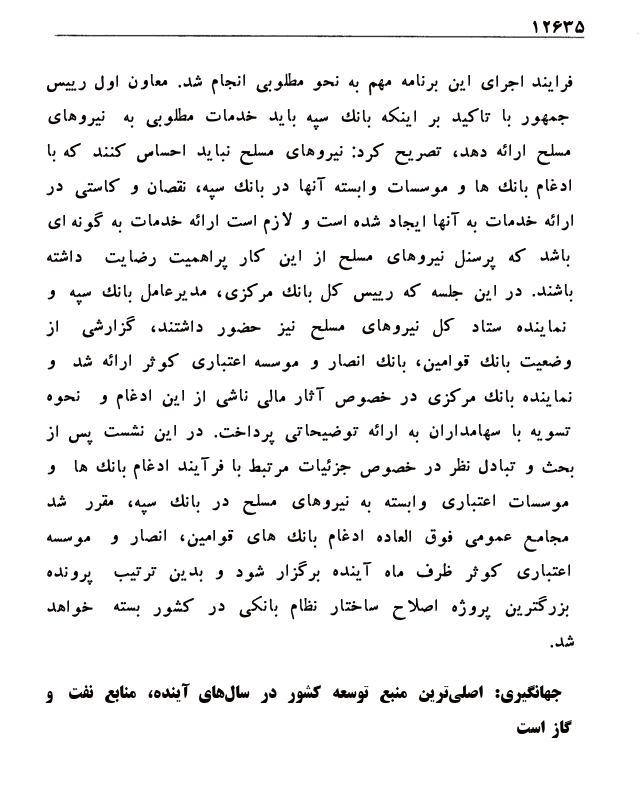 ۱۲۶۳۵
فرایند اجرای این برنامه مهم به نحو مطلوبی انجام شد. معاون اول رییس
جمهور با تاکید بر اینکه بانک سپه باید خدمات مطلوبی به نیروهای
مسلح ارائه دهد، تصریح کرد: نیروهای مسلح نباید احساس کنند که با
ادغام بانک ها و موسسات وابسته آنها در بانک سپه، نقصان و کاستی در
ارائه خدمات به آنها ایجاد شده است و لازم است ارائه خدمات به گونه ای
باشد که پرسنل نیروهای مسلح از این کار پراهمیت رضایت داشته
باشند. در این جلسه که رییس کل بانک مرکزی، مدیرعامل بانک سپه و
نماینده ستاد کل نیروهای مسلح نیز حضور داشتند، گزارشی از
وضعیت بانک قوامین، بانک انصار و موسسه اعتباری کوثر ارائه شد و
نماینده بانک مرکزی در خصوص آثار مالی ناشی از این ادغام و نحوه
تسویه با سهامداران به ارائه توضیحاتی پرداخت. در این نشست پس از
بحث و تبادل نظر در خصوص جزئیات مرتبط با فرآیند ادغام بانک ها و
موسسات اعتباری وابسته به نیروهای مسلح در بانک سپه، مقرر شد
مجامع عمومی فوق العاده ادغام بانک های قوامین، انصار و موسسه
اعتباری کوثر ظرف ماه آینده برگزار شود و بدین ترتیب پرونده
بزرگترین پروژه اصلاح ساختار نظام بانکی در کشور بسته خواهد
شد.
جهانگیری: اصلی‌ترین منبع توسعه کشور در سال‌های آینده، منابع نفت و
گاز است